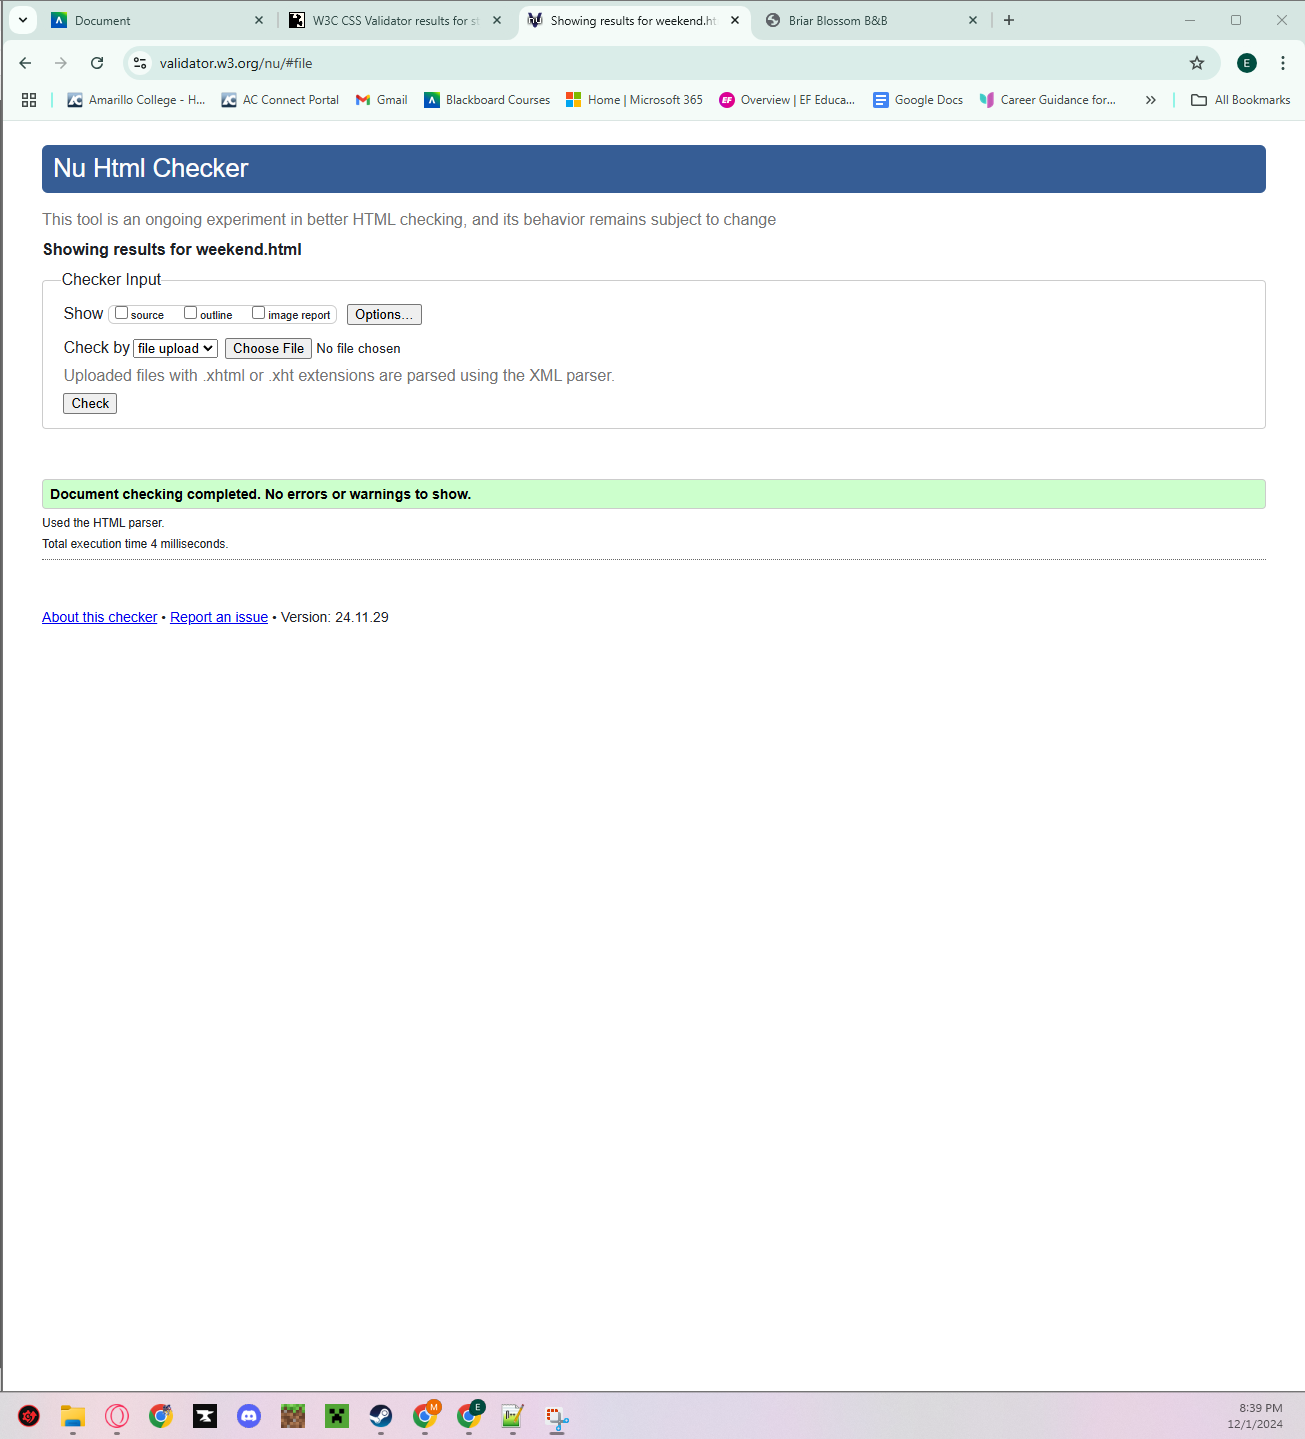 Document
W3C CSS Validator results for st
Showing results for weekend.ht
Briar Blossom B&B
validator.w3.org/nu/#file
E
Amarillo College - H...
AC Connect Portal
Gmail
Blackboard Courses
Home | Microsoft 365
Overview | EF Educa...
Google Docs
Career Guidance for...
All Bookmarks
Nu Html Checker
This tool is an ongoing experiment in better HTML checking, and its behavior remains subject to change
Showing results for weekend.html
Checker Input
Show source outline image report Options...
Check by file upload Choose File No file chosen
Uploaded files with .xhtml or .xht extensions are parsed using the XML parser.
Check
Document checking completed. No errors or warnings to show.
Used the HTML parser.
Total execution time 4 milliseconds.
About this checker • Report an issue • Version: 24.11.29
M
E
8:39 PM
12/1/2024